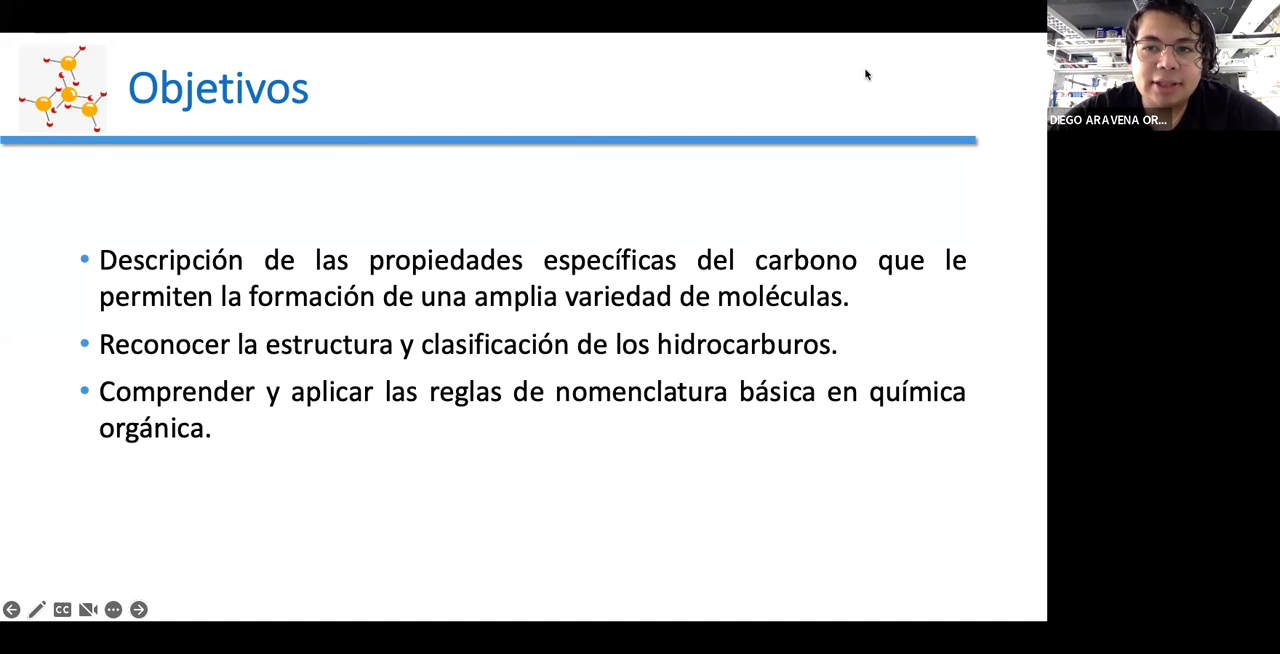 Objetivos
DIEGO ARAVENA OR...
• Descripción de las propiedades específicas del carbono que le
permiten la formación de una amplia variedad de moléculas.
• Reconocer la estructura y clasificación de los hidrocarburos.
• Comprender y aplicar las reglas de nomenclatura básica en química
orgánica.
CC